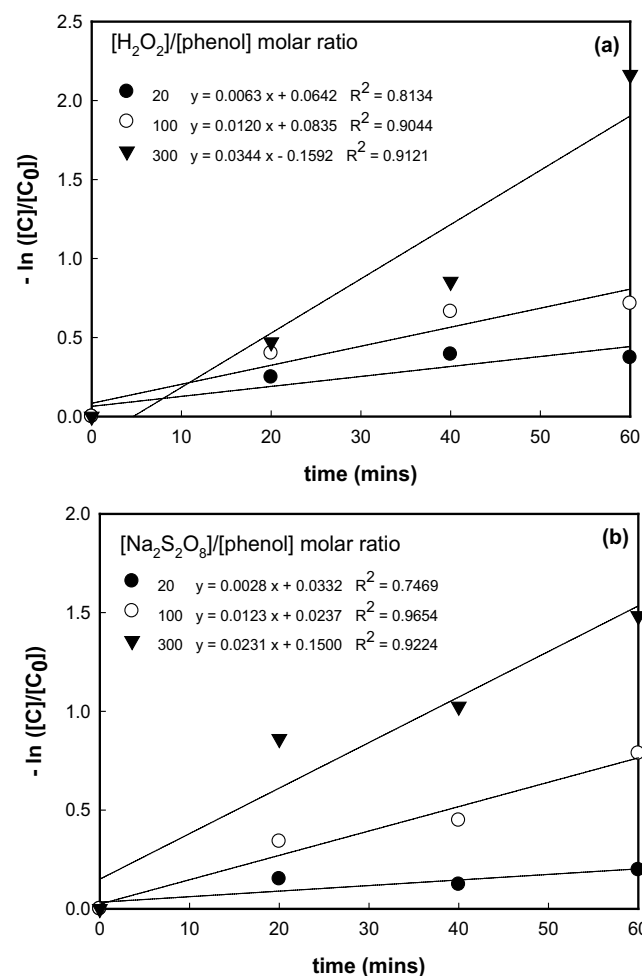 (a)
[H₂O₂]/[phenol] molar ratio
20 y = 0.0063 x + 0.0642 R² = 0.8134
100 y = 0.0120 x + 0.0835 R² = 0.9044
300 y = 0.0344 x - 0.1592 R² = 0.9121
- ln ([C]/[C0])
2.5
2.0
1.5
1.0
0.5
0.0
0 10 20 30 40 50 60
time (mins)
(b)
[Na₂S₂O₈]/[phenol] molar ratio
20 y = 0.0028 x + 0.0332 R² = 0.7469
100 y = 0.0123 x + 0.0237 R² = 0.9654
300 y = 0.0231 x + 0.1500 R² = 0.9224
- ln ([C]/[C0])
2.0
1.5
1.0
0.5
0.0
0 10 20 30 40 50 60
time (mins)